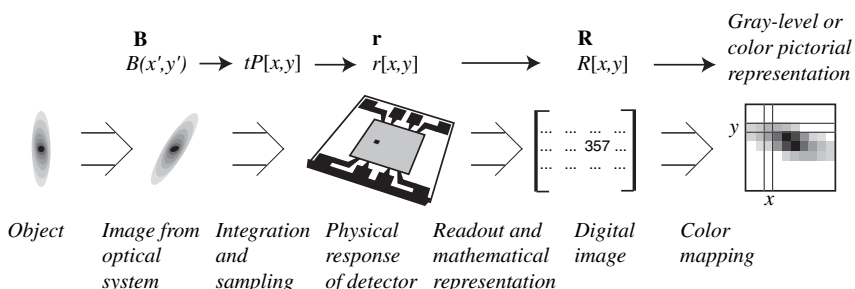 B
r
R
B(x′,y′)
tP[x,y]
r[x,y]
R[x,y]
Gray-level or
color pictorial
representation
... ... ... ...
... ... 357 ...
... ... ... ...
y
x
Object
Image from
optical
system
Integration
and
sampling
Physical
response
of detector
Readout and
mathematical
representation
Digital
image
Color
mapping